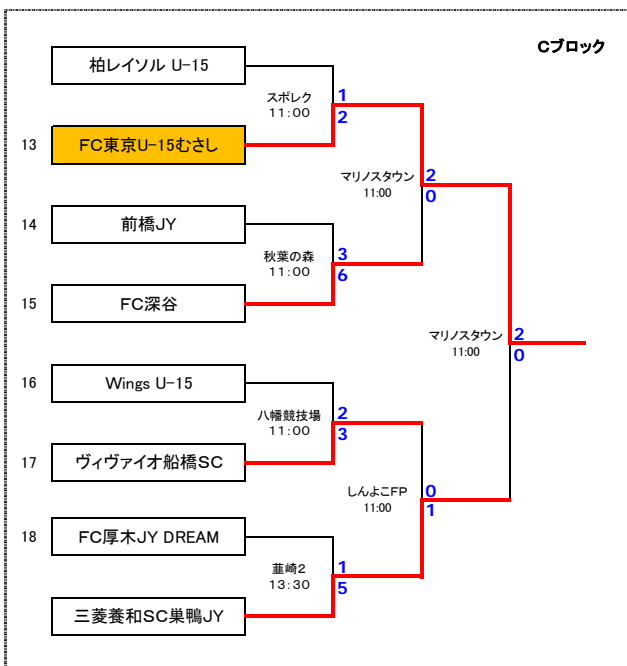 Cブロック
柏レイソル U-15
スポレク
11:00
1
2
13
FC東京U-15むさし
マリノスタウン
11:00
2
0
14
前橋JY
秋葉の森
11:00
3
6
15
FC深谷
マリノスタウン
11:00
2
0
16
Wings U-15
八幡競技場
11:00
2
3
17
ヴィヴァイオ船橋SC
しんよこFP
11:00
0
1
18
FC厚木JY DREAM
韮崎2
13:30
1
5
三菱養和SC巣鴨JY